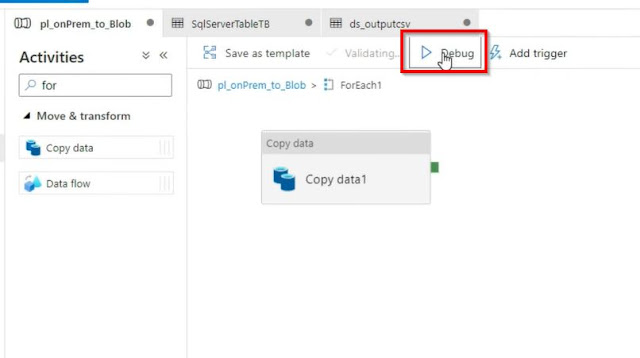 pl_onPrem_to_Blob
SqlServerTableTB
ds_outputcsv
Activities
for
Move & transform
Copy data
Data flow
Save as template
Validating...
Debug
Add trigger
pl_onPrem_to_Blob > ForEach1
Copy data
Copy data1